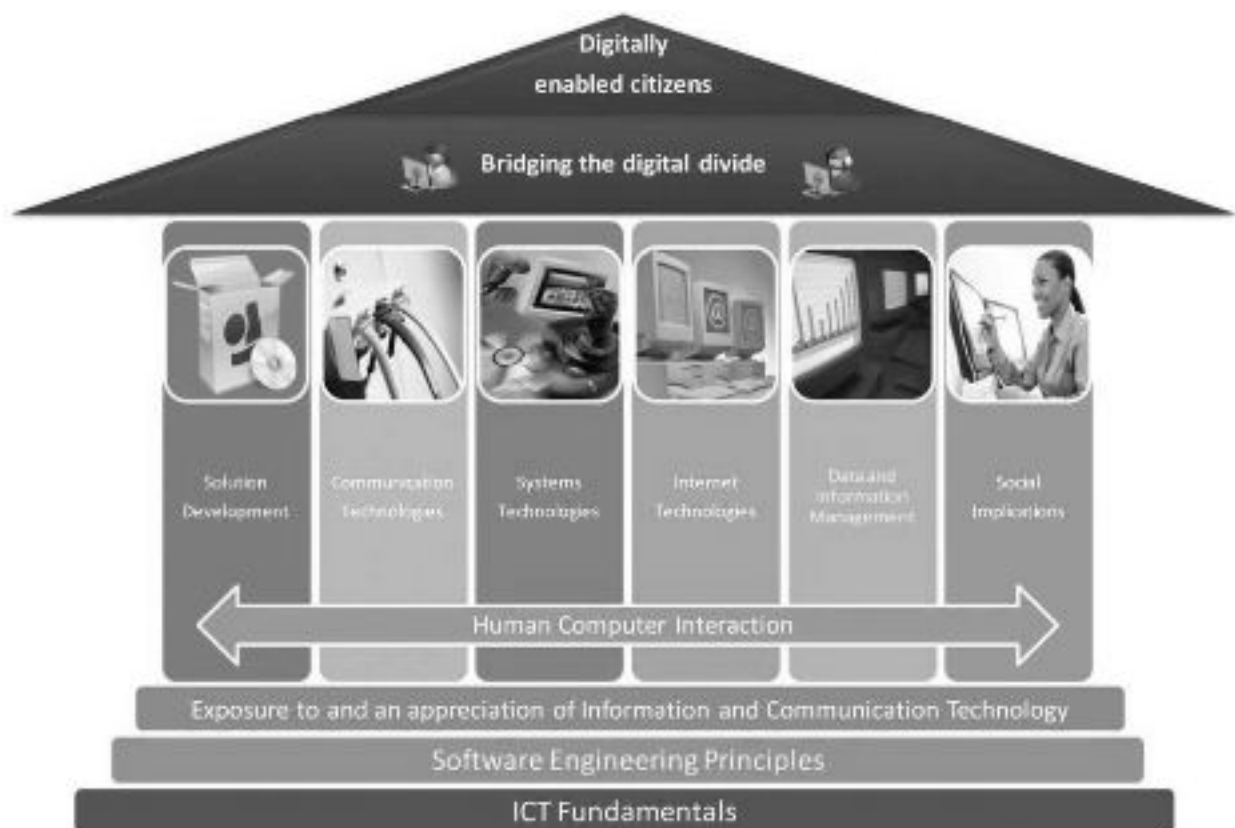 Digitally
enabled citizens
Bridging the digital divide
Solution
Development
Communication
Technologies
Systems
Technologies
Internet
Technologies
Data and
Information
Management
Social
Implications
Human Computer Interaction
Exposure to and an appreciation of Information and Communication Technology
Software Engineering Principles
ICT Fundamentals